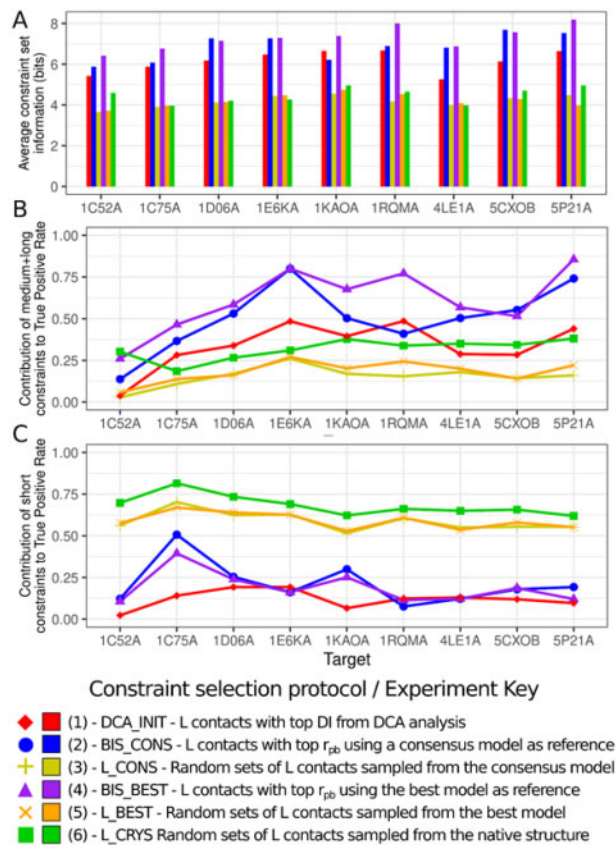 A
Average constraint set
information (bits)
8
6
4
2
0
1C52A 1C75A 1D06A 1E6KA 1KAOA 1RQMA 4LE1A 5CXOB 5P21A
B
Contribution of medium+long
constraints to True Positive Rate
1.00
0.75
0.50
0.25
0.00
1C52A 1C75A 1D06A 1E6KA 1KAOA 1RQMA 4LE1A 5CXOB 5P21A
C
Contribution of short
constraints to True Positive Rate
1.00
0.75
0.50
0.25
0.00
1C52A 1C75A 1D06A 1E6KA 1KAOA 1RQMA 4LE1A 5CXOB 5P21A
Target
Constraint selection protocol / Experiment Key
(1) - DCA_INIT - L contacts with top DI from DCA analysis
(2) - BIS_CONS - L contacts with top rpb using a consensus model as reference
(3) - L_CONS - Random sets of L contacts sampled from the consensus model
(4) - BIS_BEST - L contacts with top rpb using the best model as reference
(5) - L_BEST - Random sets of L contacts sampled from the best model
(6) - L_CRYS Random sets of L contacts sampled from the native structure